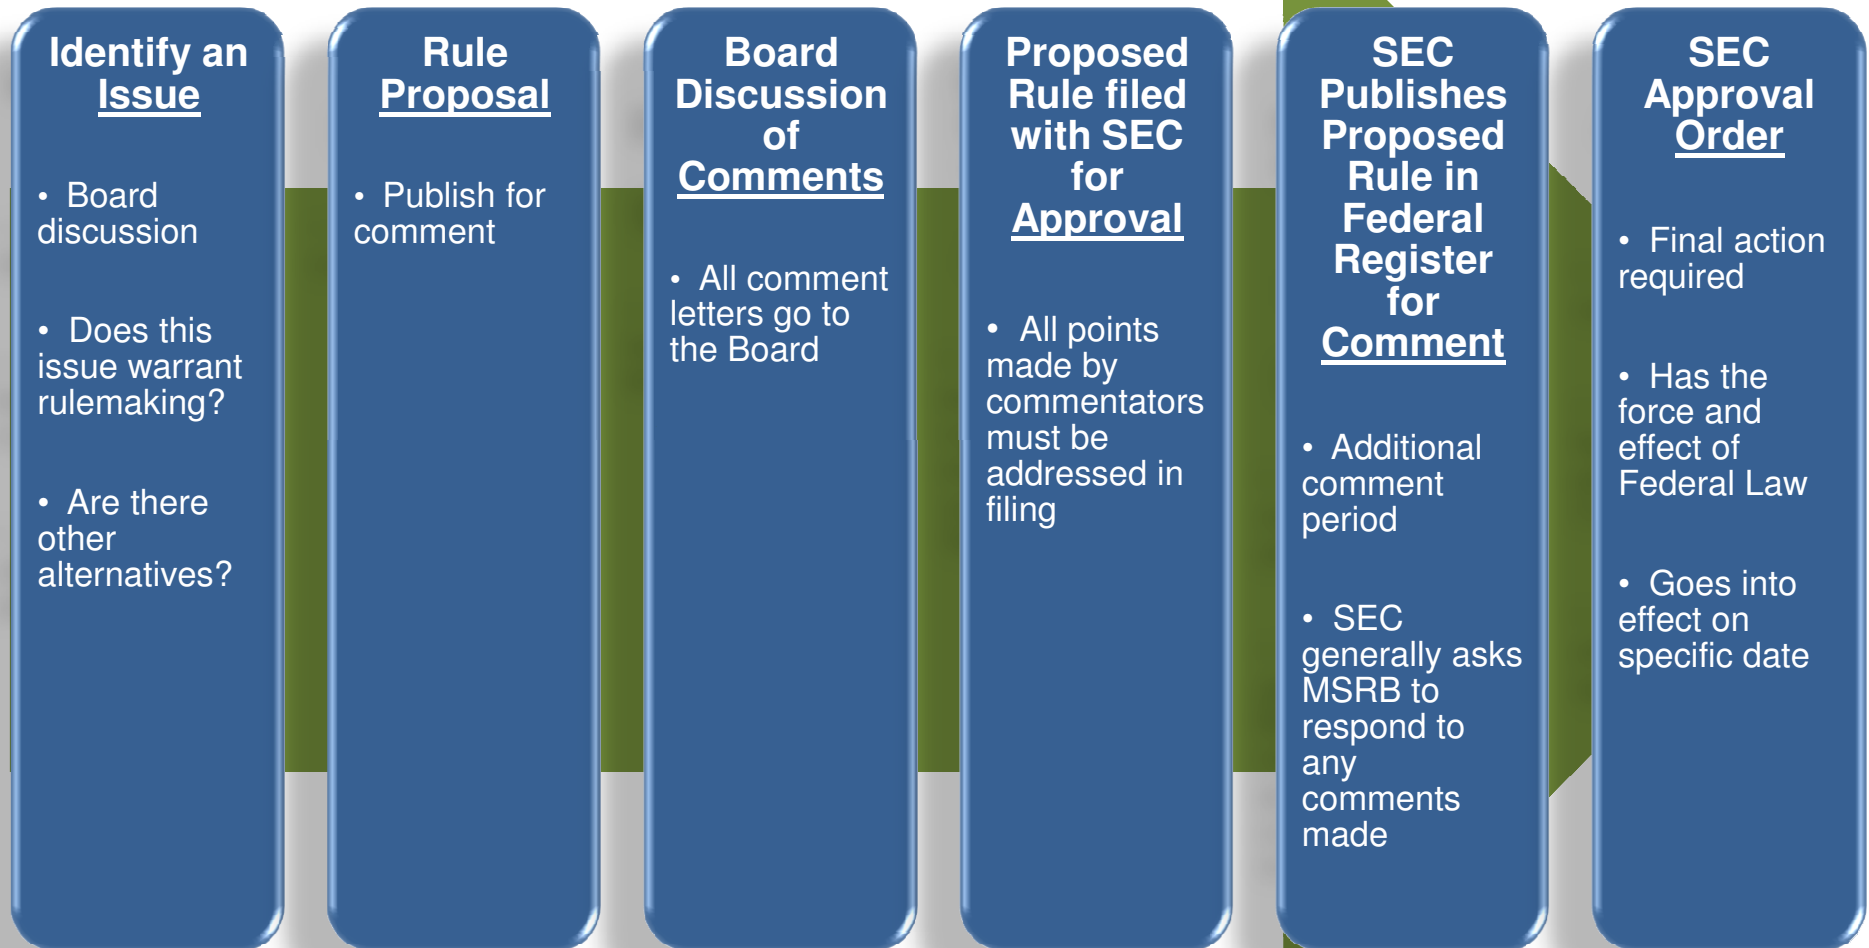 Identify an
Issue
• Board
discussion
• Does this
issue warrant
rulemaking?
• Are there
other
alternatives?
Rule
Proposal
• Publish for
comment
Board
Discussion
of
Comments
• All comment
letters go to
the Board
Proposed
Rule filed
with SEC
for
Approval
• All points
made by
commentators
must be
addressed in
filing
SEC
Publishes
Proposed
Rule in
Federal
Register
for
Comment
• Additional
comment
period
• SEC
generally asks
MSRB to
respond to
any
comments
made
SEC
Approval
Order
• Final action
required
• Has the
force and
effect of
Federal Law
• Goes into
effect on
specific date